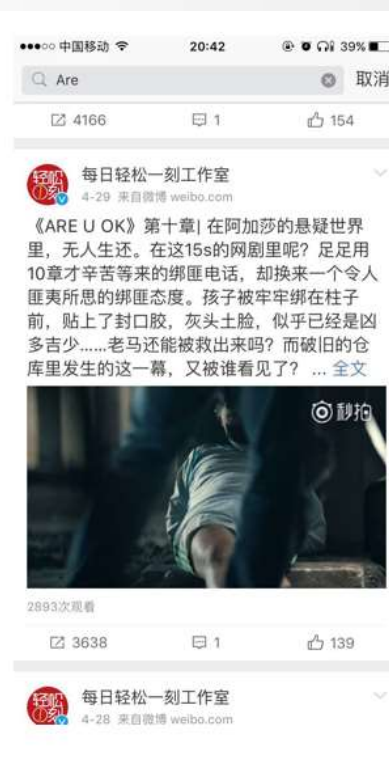 中国移动 20:42 39%
Are 取消
4166 1 154
轻松一刻
每日轻松一刻工作室
4-29 来自微博 weibo.com
《ARE U OK》第十章| 在阿加莎的悬疑世界
里，无人生还。在这15s的网剧里呢？足足用
10章才辛苦等来的绑匪电话，却换来一个令人
匪夷所思的绑匪态度。孩子被牢牢绑在柱子
前，贴上了封口胶，灰头土脸，似乎已经是凶
多吉少......老马还能被救出来吗？而破旧的仓
库里发生的这一幕，又被谁看见了？ ... 全文
秒拍
2893次观看
3638 1 139
轻松一刻
每日轻松一刻工作室
4-28 来自微博 weibo.com